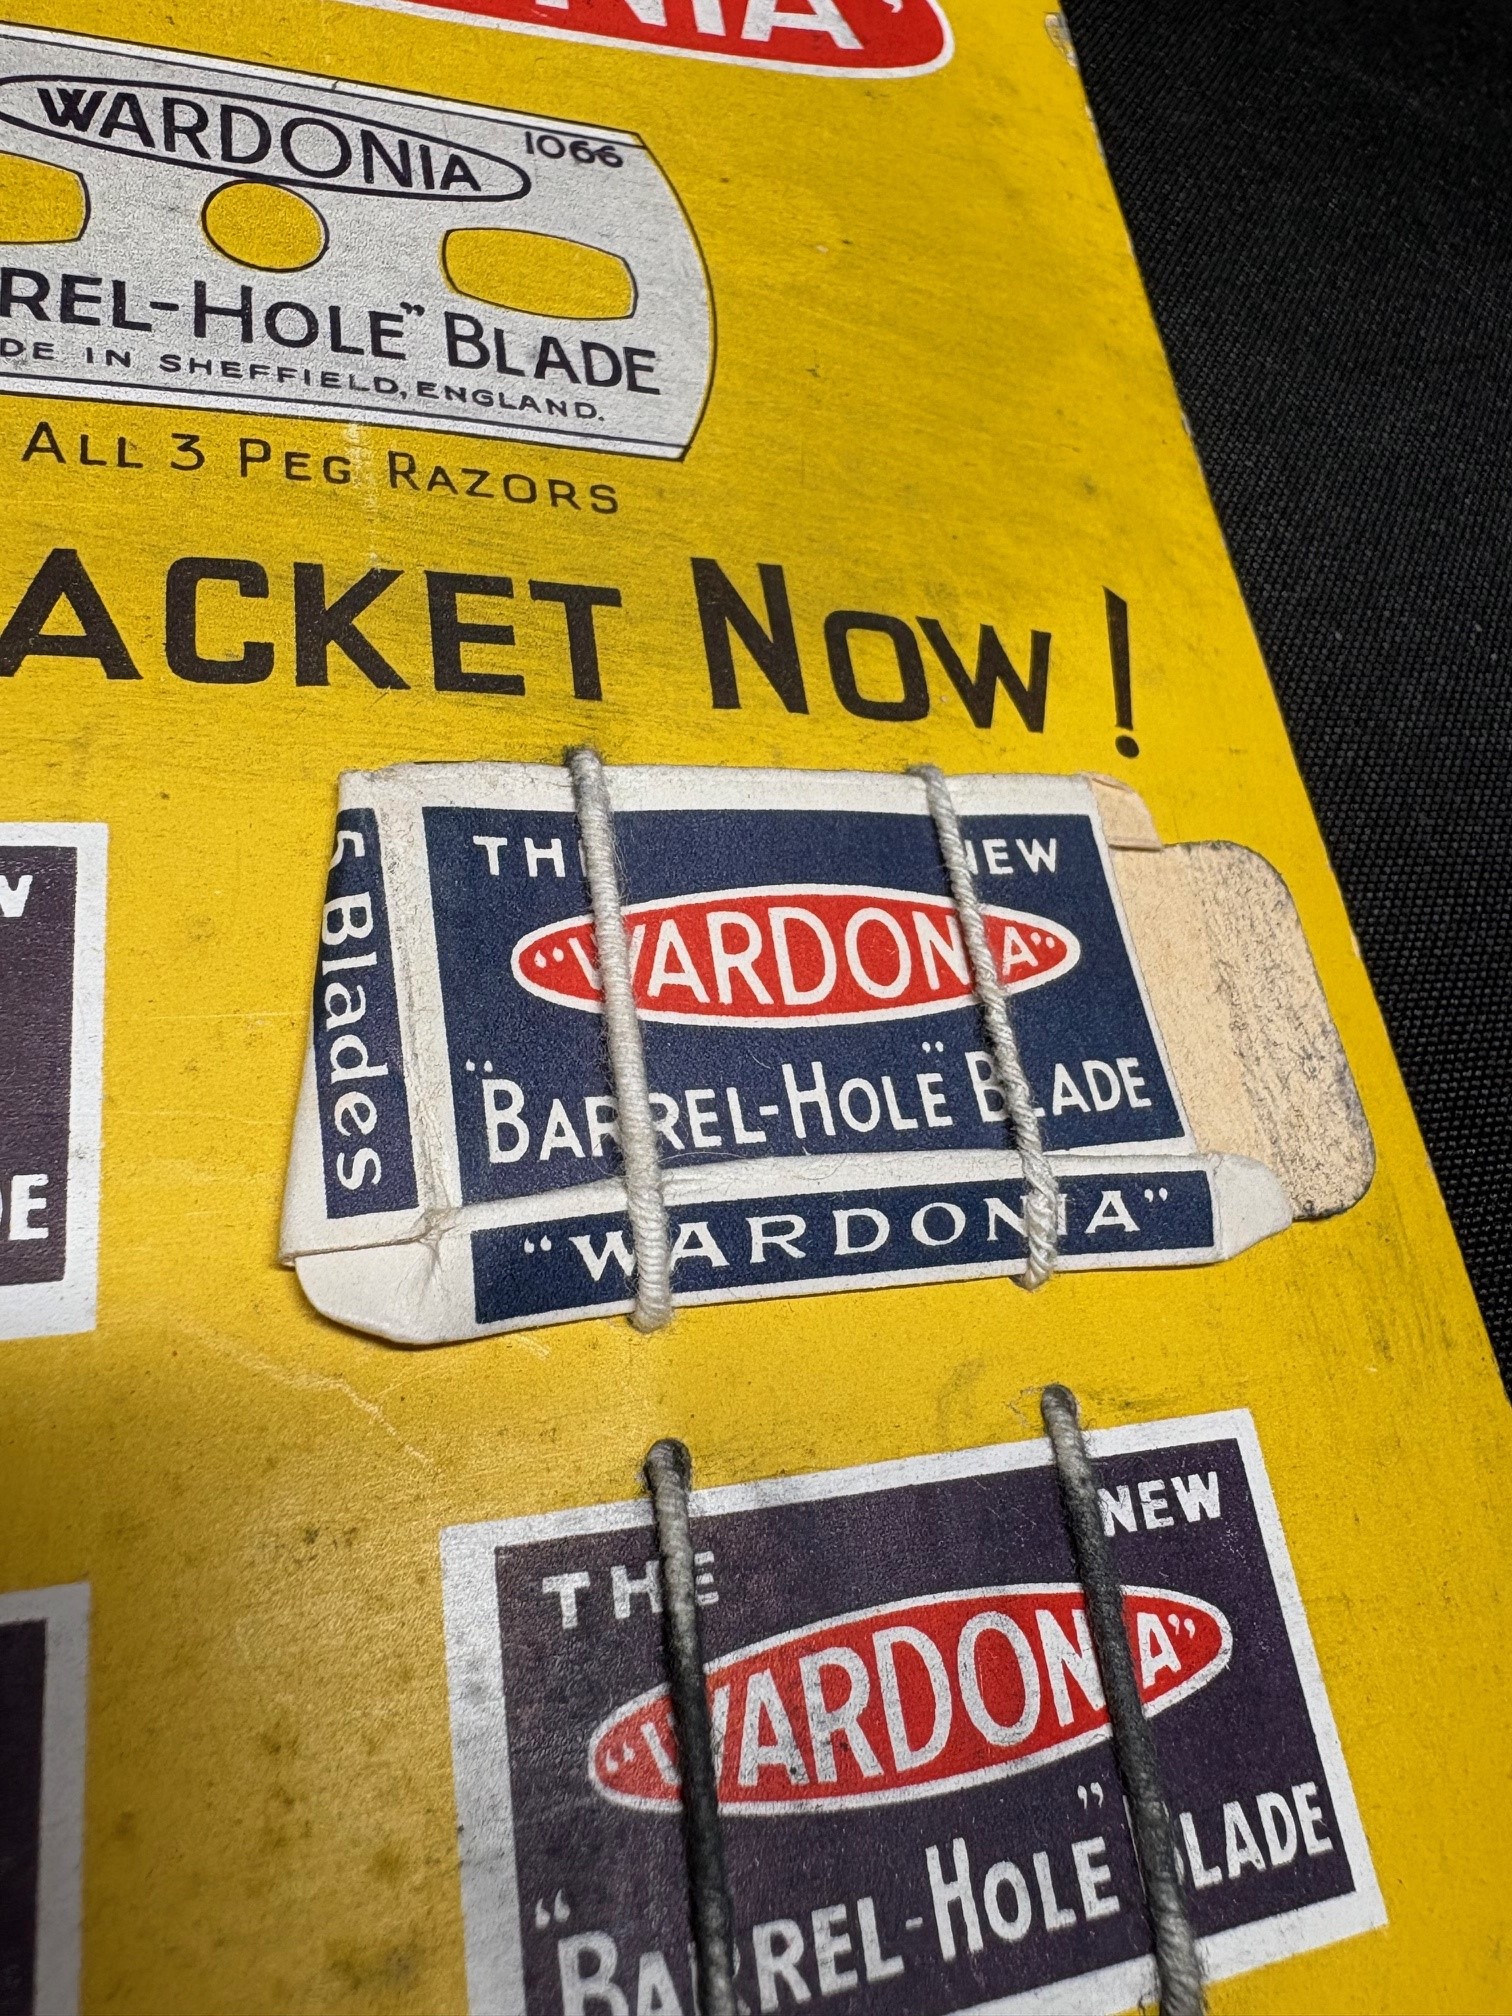 NIA"
WARDONIA
1066
REL-HOLE" BLADE
DE IN SHEFFIELD, ENGLAND.
ALL 3 PEG RAZORS
ACKET NOW!
5 Blades
THE NEW
"WARDONIA"
"BARREL-HOLE" BLADE
"WARDONIA"
W
DE
THE NEW
"WARDONIA"
"BARREL-HOLE" BLADE